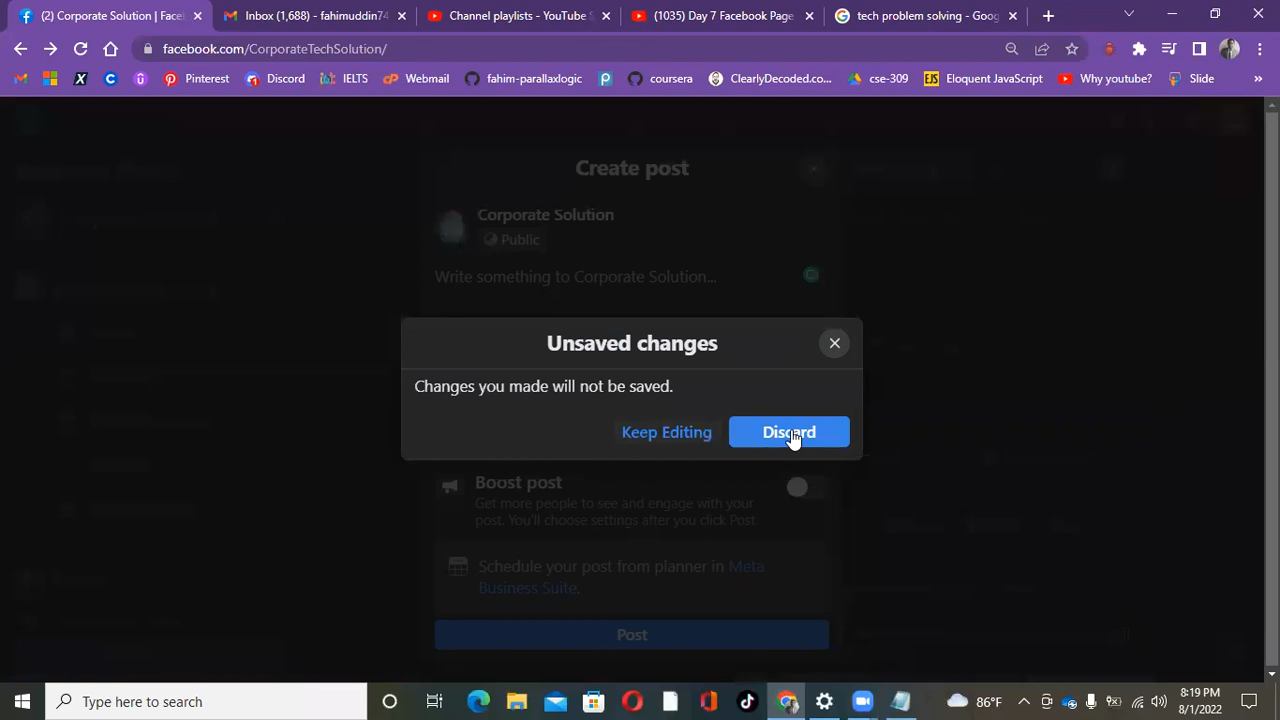 (2) Corporate Solution | Faceb
Inbox (1,688) - fahimuddin74
Channel playlists - YouTube S
(1035) Day 7 Facebook Page
tech problem solving - Goog
facebook.com/CorporateTechSolution/
Pinterest
Discord
IELTS
Webmail
fahim-parallaxlogic
coursera
ClearlyDecoded.co...
cse-309
EJS
Eloquent JavaScript
Why youtube?
Slide
Create post
Corporate Solution
Public
Write something to Corporate Solution...
Unsaved changes
Changes you made will not be saved.
Keep Editing
Discard
Boost post
Get more people to see and engage with your
post. You'll choose settings after you click Post.
Schedule your post from planner in Meta
Business Suite.
Post
Type here to search
86°F
8:19 PM
8/1/2022